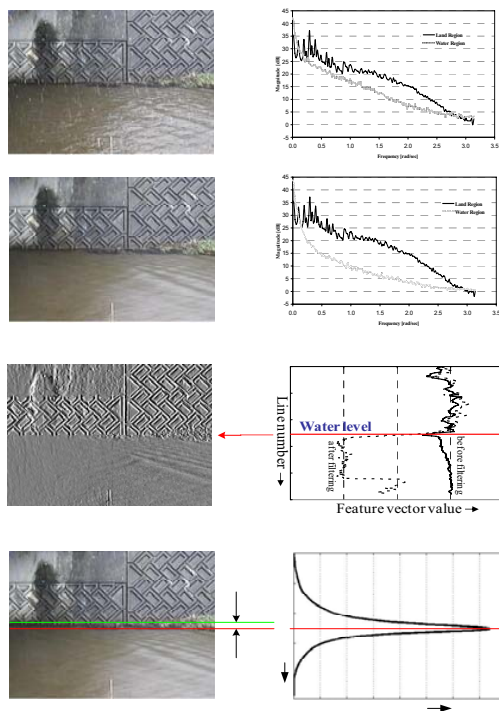 45
40
35
30
25
20
15
10
5
0
-5
Magnitude [dB]
Land Region
Water Region
0.0 0.5 1.0 1.5 2.0 2.5 3.0 3.5
Frequency [rad/sec]
45
40
35
30
25
20
15
10
5
0
-5
Magnitude [dB]
Land Region
Water Region
0.0 0.5 1.0 1.5 2.0 2.5 3.0 3.5
Frequency [rad/sec]
Line number
Water level
after filtering
before filtering
Feature vector value